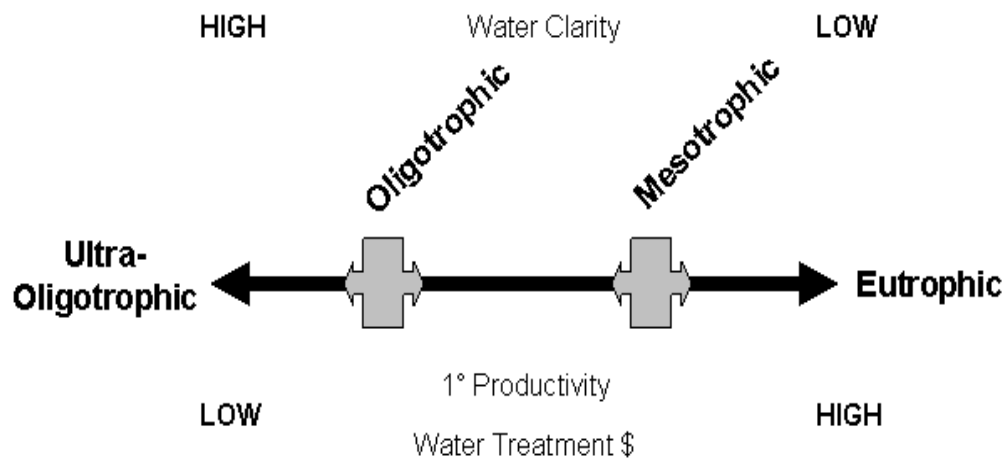 HIGH Water Clarity LOW
Oligotrophic
Mesotrophic
Ultra-
Oligotrophic
Eutrophic
1° Productivity
LOW HIGH
Water Treatment $